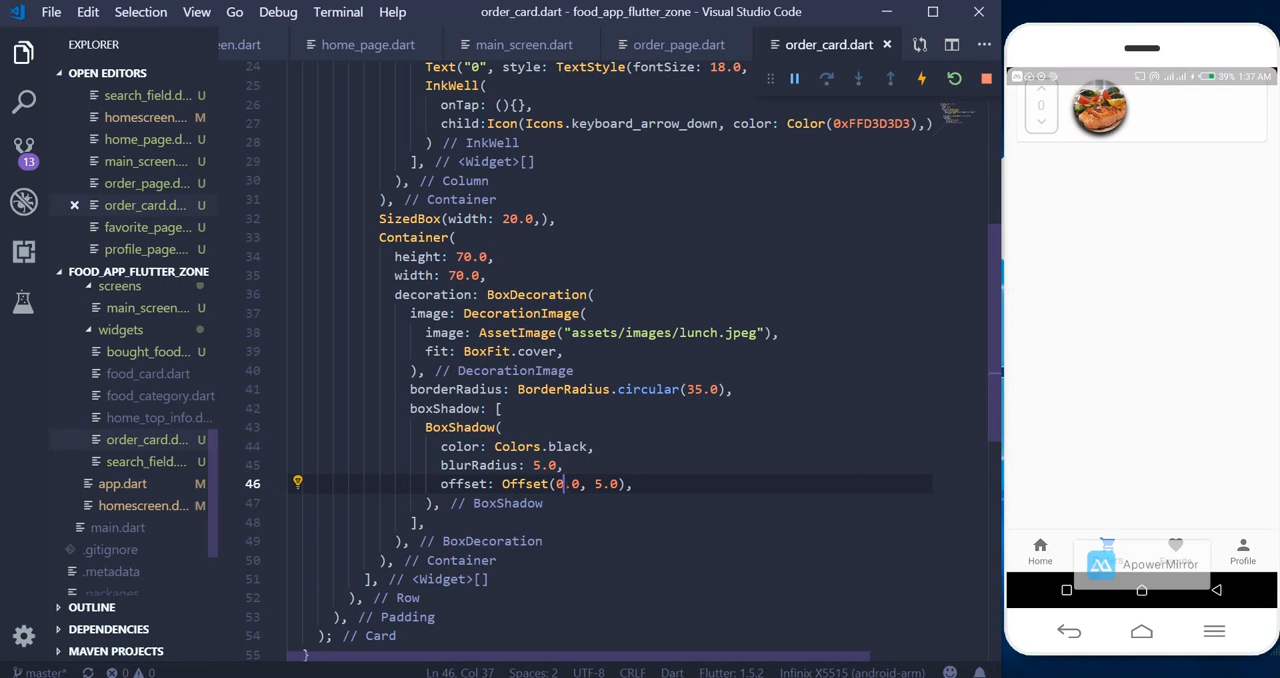 File Edit Selection View Go Debug Terminal Help
order_card.dart - food_app_flutter_zone - Visual Studio Code
EXPLORER
een.dart home_page.dart main_screen.dart order_page.dart order_card.dart
OPEN EDITORS
search_field.d... U
homescreen.... M
home_page.d... U
main_screen.... U
order_page.d... U
order_card.d... U
favorite_page... U
profile_page.... U
FOOD_APP_FLUTTER_ZONE
screens
main_screen.... U
widgets
bought_food... U
food_card.dart
food_category.dart
home_top_info.d...
order_card.d... U
search_field.... U
app.dart M
homescreen.d... M
main.dart
.gitignore
.metadata
.packages
OUTLINE
DEPENDENCIES
MAVEN PROJECTS
13
24 Text("0", style: TextStyle(fontSize: 18.0,
25 InkWell(
26 onTap: (){},
27 child:Icon(Icons.keyboard_arrow_down, color: Color(0xFFD3D3D3),)
28 ) // InkWell
29 ], // <Widget>[]
30 ), // Column
31 ), // Container
32 SizedBox(width: 20.0,),
33 Container(
34 height: 70.0,
35 width: 70.0,
36 decoration: BoxDecoration(
37 image: DecorationImage(
38 image: AssetImage("assets/images/lunch.jpeg"),
39 fit: BoxFit.cover,
40 ), // DecorationImage
41 borderRadius: BorderRadius.circular(35.0),
42 boxShadow: [
43 BoxShadow(
44 color: Colors.black,
45 blurRadius: 5.0,
46 offset: Offset(0.0, 5.0),
47 ), // BoxShadow
48 ],
49 ), // BoxDecoration
50 ), // Container
51 ], // <Widget>[]
52 ), // Row
53 ), // Padding
54 ); // Card
55 }
master* 0 0 Ln 46, Col 37 Spaces: 2 UTF-8 CRLF Dart Flutter: 1.5.2 Infinix X5515 (android-arm)
39% 1:37 AM
0
Home Profile
ApowerMirror